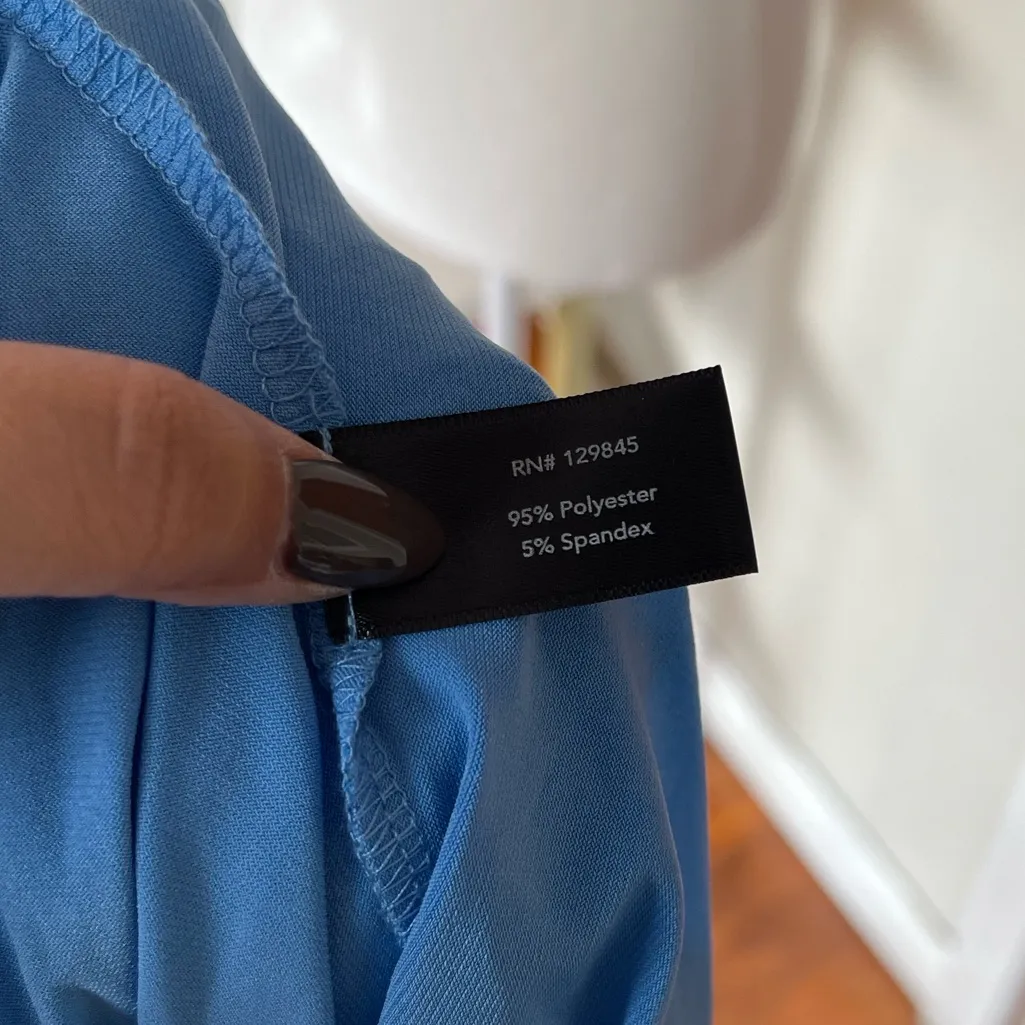 RN# 129845
95% Polyester
5% Spandex